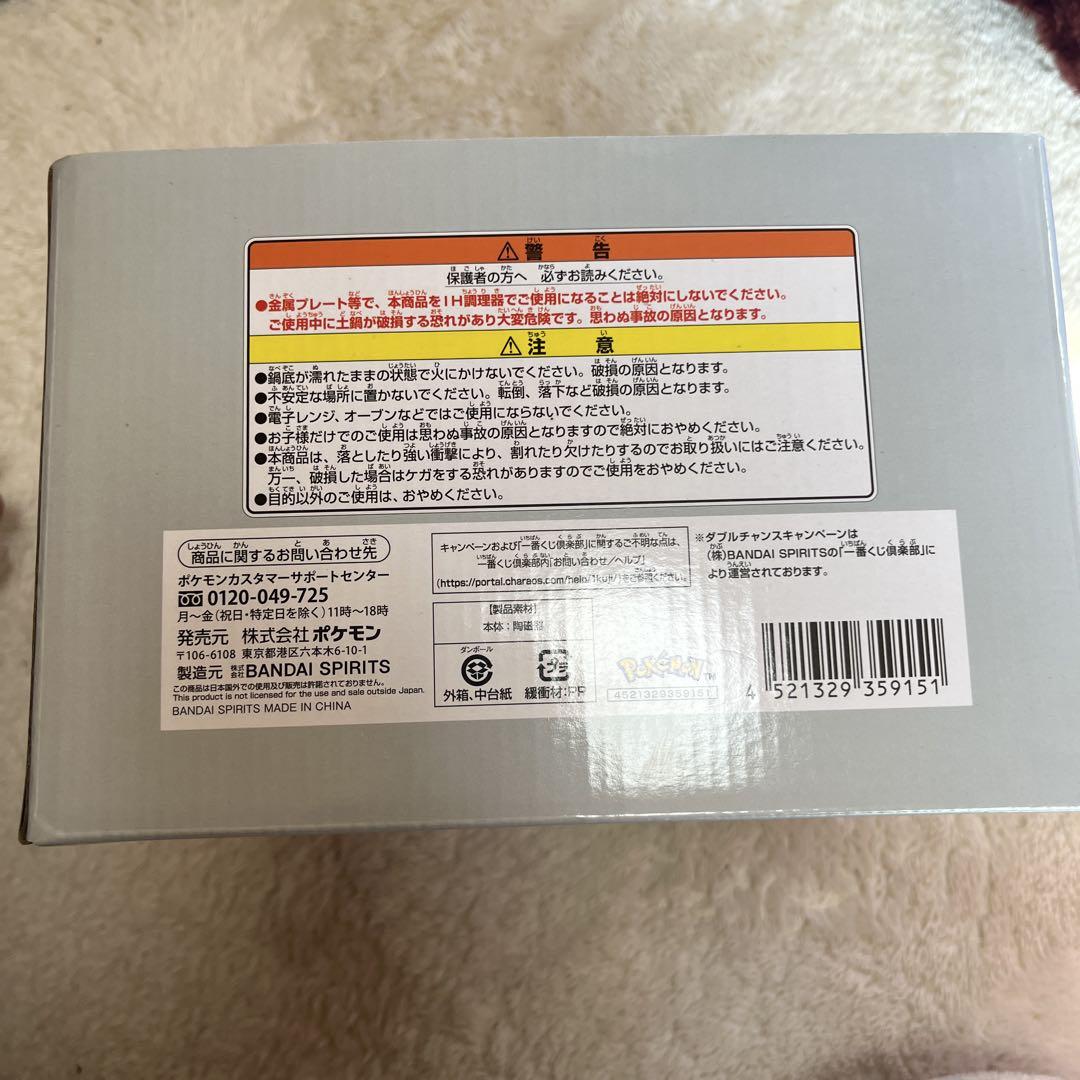 ⚠警告
保護者の方へ 必ずお読みください。
●金属プレート等で、本商品をIH調理器でご使用になることは絶対にしないでください。
ご使用中に土鍋が破損する恐れがあり大変危険です。思わぬ事故の原因となります。
⚠注意
●鍋底が濡れたままの状態で火にかけないでください。破損の原因となります。
●不安定な場所に置かないでください。転倒、落下など破損の原因となります。
●電子レンジ、オーブンなどではご使用にならないでください。
●お子様だけでのご使用は思わぬ事故の原因となりますので絶対におやめください。
●本商品は、落としたり強い衝撃により、割れたり欠けたりするのでお取り扱いにはご注意ください。
万一、破損した場合はケガをする恐れがありますのでご使用をおやめください。
●目的以外のご使用は、おやめください。
商品に関するお問い合わせ先
ポケモンカスタマーサポートセンター
0120-049-725
月〜金(祝日・特定日を除く)11時〜18時
発売元 株式会社ポケモン
〒106-6108 東京都港区六本木6-10-1
製造元 株式会社BANDAI SPIRITS
この商品は日本国外での使用及び販売は許諾されておりません。
This product is not licensed for the use and sale outside Japan.
BANDAI SPIRITS MADE IN CHINA
キャンペーンおよび「一番くじ倶楽部」に関するご不明な点は、
一番くじ倶楽部内「お問い合わせ/ヘルプ」
(https://portal.charaos.com/help/1kuji/)をご参照ください。
【製品素材】
本体：陶磁器
ダンボール
外箱、中台紙
プラ
緩衝材:PP
Pokémon™
4521329359151
※ダブルチャンスキャンペーンは
(株)BANDAI SPIRITSの「一番くじ倶楽部」に
より運営されております。
4 521329 359151